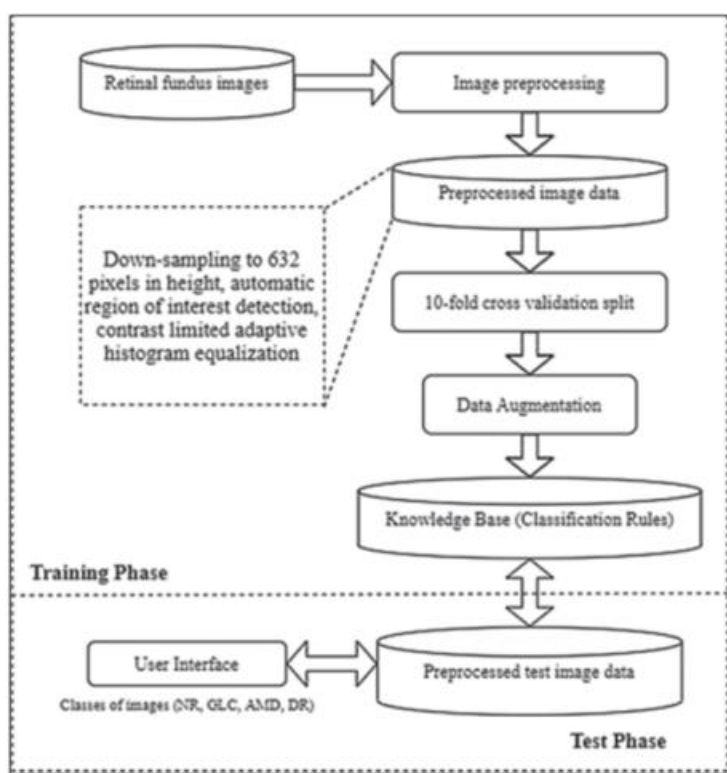 Retinal fundus images
Image preprocessing
Preprocessed image data
Down-sampling to 632
pixels in height, automatic
region of interest detection,
contrast limited adaptive
histogram equalization
10-fold cross validation split
Data Augmentation
Knowledge Base (Classification Rules)
Training Phase
User Interface
Preprocessed test image data
Classes of images (NR, GLC, AMD, DR)
Test Phase